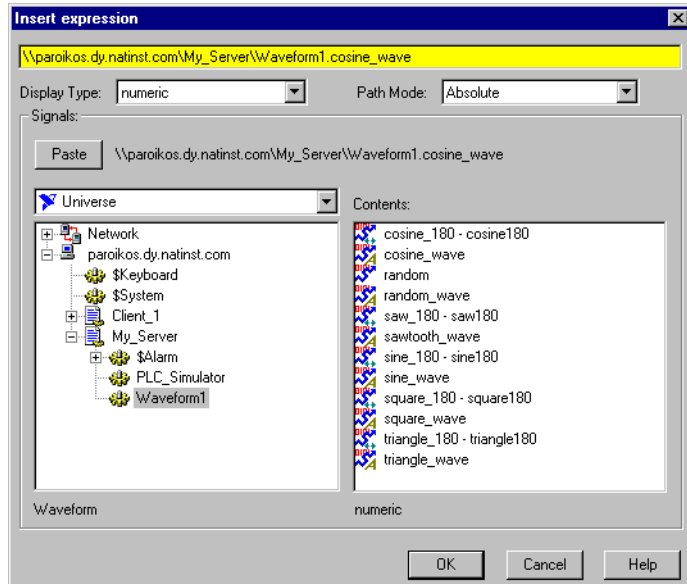 Insert expression
\\paroikos.dy.natinst.com\My_Server\Waveform1.cosine_wave
Display Type: numeric Path Mode: Absolute
Signals:
Paste \\paroikos.dy.natinst.com\My_Server\Waveform1.cosine_wave
Universe
Network
paroikos.dy.natinst.com
$Keyboard
$System
Client_1
My_Server
$Alarm
PLC_Simulator
Waveform1
Waveform
Contents:
cosine_180 - cosine180
cosine_wave
random
random_wave
saw_180 - saw180
sawtooth_wave
sine_180 - sine180
sine_wave
square_180 - square180
square_wave
triangle_180 - triangle180
triangle_wave
numeric
OK Cancel Help